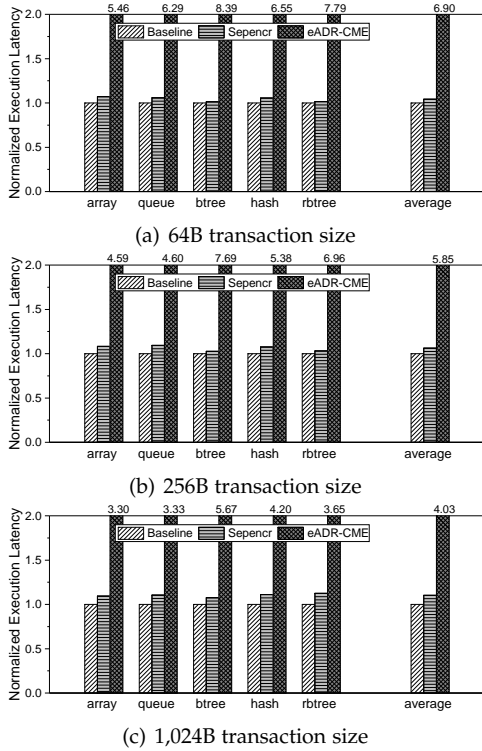 5.46 6.29 8.39 6.55 7.79 6.90
2.0
Baseline Sepencr eADR-CME
1.5
1.0
0.5
0.0
Normalized Execution Latency
array queue btree hash rbtree average
(a) 64B transaction size
4.59 4.60 7.69 5.38 6.96 5.85
2.0
Baseline Sepencr eADR-CME
1.5
1.0
0.5
0.0
Normalized Execution Latency
array queue btree hash rbtree average
(b) 256B transaction size
3.30 3.33 5.67 4.20 3.65 4.03
2.0
Baseline Sepencr eADR-CME
1.5
1.0
0.5
0.0
Normalized Execution Latency
array queue btree hash rbtree average
(c) 1,024B transaction size